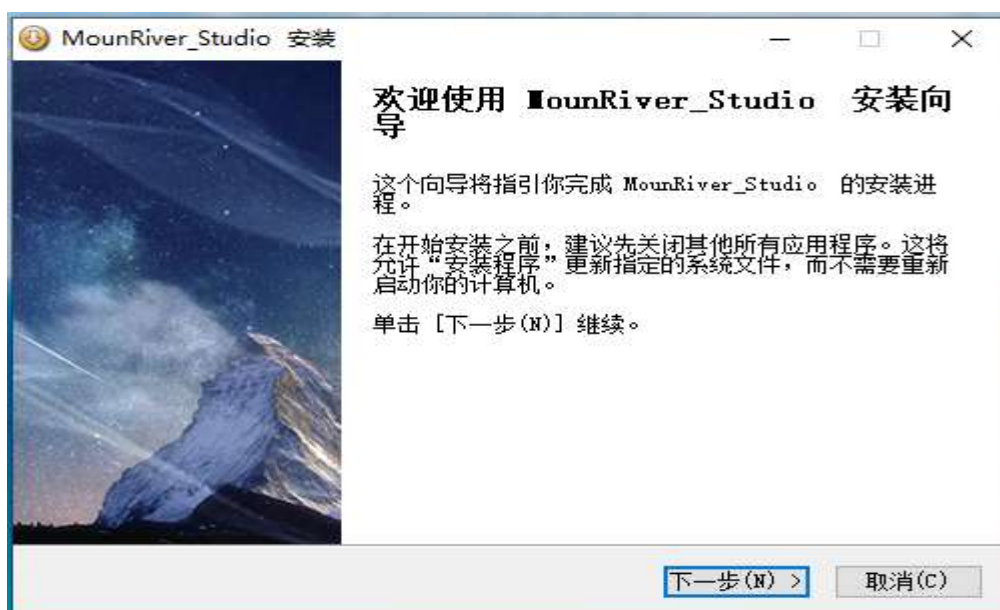 MounRiver_Studio 安装
欢迎使用 MounRiver_Studio 安装向
导
这个向导将指引你完成 MounRiver_Studio 的安装进
程。
在开始安装之前，建议先关闭其他所有应用程序。这将
允许“安装程序”更新指定的系统文件，而不需要重新
启动你的计算机。
单击 [下一步(N)] 继续。
下一步(N) >
取消(C)